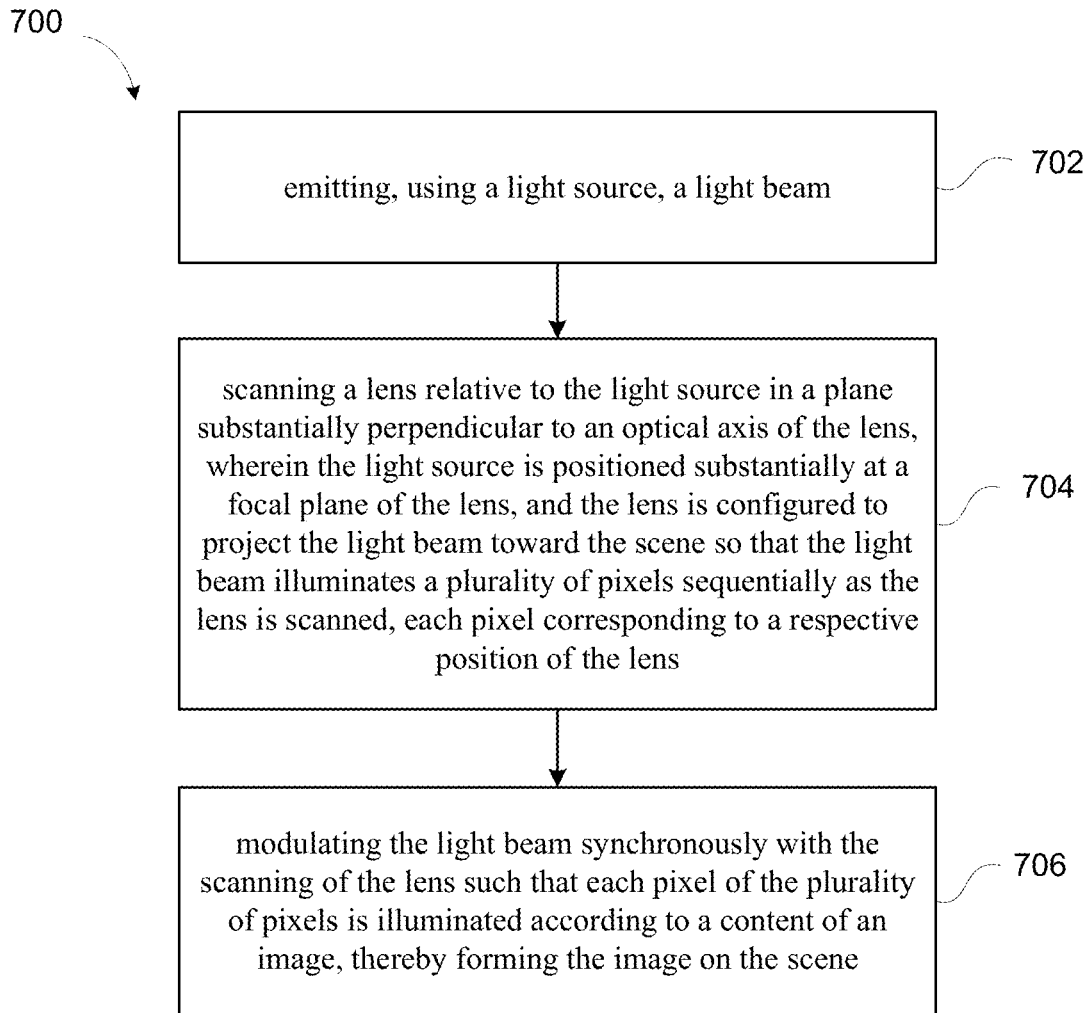 700
emitting, using a light source, a light beam
702
scanning a lens relative to the light source in a plane
substantially perpendicular to an optical axis of the lens,
wherein the light source is positioned substantially at a
focal plane of the lens, and the lens is configured to
project the light beam toward the scene so that the light
beam illuminates a plurality of pixels sequentially as the
lens is scanned, each pixel corresponding to a respective
position of the lens
704
modulating the light beam synchronously with the
scanning of the lens such that each pixel of the plurality
of pixels is illuminated according to a content of an
image, thereby forming the image on the scene
706